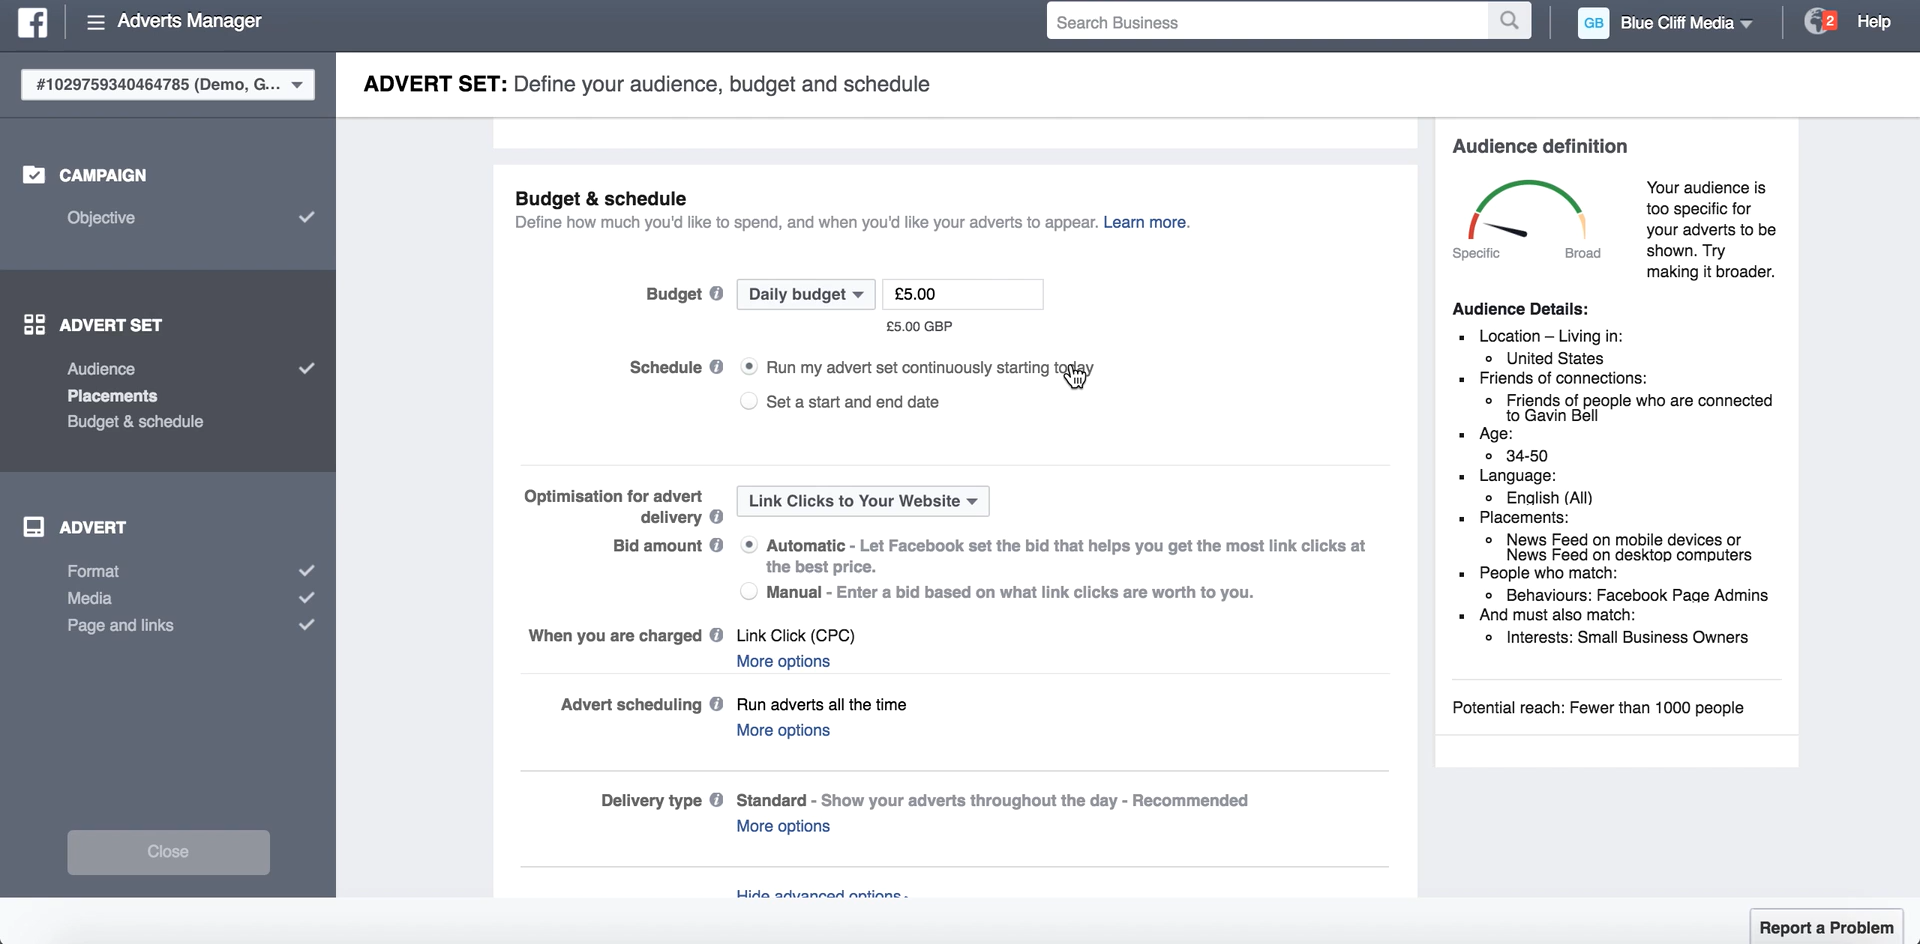 Adverts Manager
Search Business
GB
Blue Cliff Media
2
Help
#1029759340464785 (Demo, G...
ADVERT SET: Define your audience, budget and schedule
CAMPAIGN
Objective
ADVERT SET
Audience
Placements
Budget & schedule
ADVERT
Format
Media
Page and links
Close
Budget & schedule
Define how much you'd like to spend, and when you'd like your adverts to appear. Learn more.
Budget
Daily budget
£5.00
£5.00 GBP
Schedule
Run my advert set continuously starting today
Set a start and end date
Optimisation for advert
delivery
Link Clicks to Your Website
Bid amount
Automatic - Let Facebook set the bid that helps you get the most link clicks at
the best price.
Manual - Enter a bid based on what link clicks are worth to you.
When you are charged
Link Click (CPC)
More options
Advert scheduling
Run adverts all the time
More options
Delivery type
Standard - Show your adverts throughout the day - Recommended
More options
Hide advanced options
Audience definition
Specific
Broad
Your audience is
too specific for
your adverts to be
shown. Try
making it broader.
Audience Details:
Location – Living in:
United States
Friends of connections:
Friends of people who are connected
to Gavin Bell
Age:
34-50
Language:
English (All)
Placements:
News Feed on mobile devices or
News Feed on desktop computers
People who match:
Behaviours: Facebook Page Admins
And must also match:
Interests: Small Business Owners
Potential reach: Fewer than 1000 people
Report a Problem